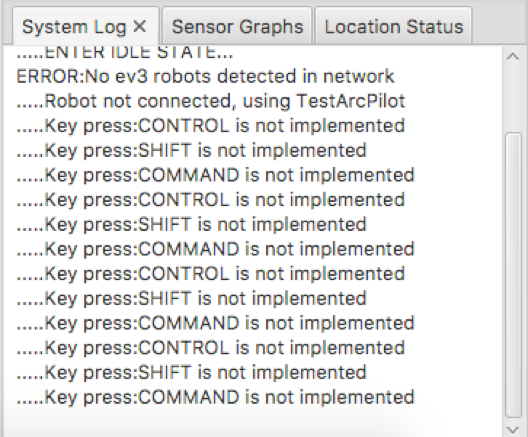 System Log ✕ Sensor Graphs Location Status
.....ENTER IDLE STATE...
ERROR:No ev3 robots detected in network
.....Robot not connected, using TestArcPilot
.....Key press:CONTROL is not implemented
.....Key press:SHIFT is not implemented
.....Key press:COMMAND is not implemented
.....Key press:CONTROL is not implemented
.....Key press:SHIFT is not implemented
.....Key press:COMMAND is not implemented
.....Key press:CONTROL is not implemented
.....Key press:SHIFT is not implemented
.....Key press:COMMAND is not implemented
.....Key press:CONTROL is not implemented
.....Key press:SHIFT is not implemented
.....Key press:COMMAND is not implemented